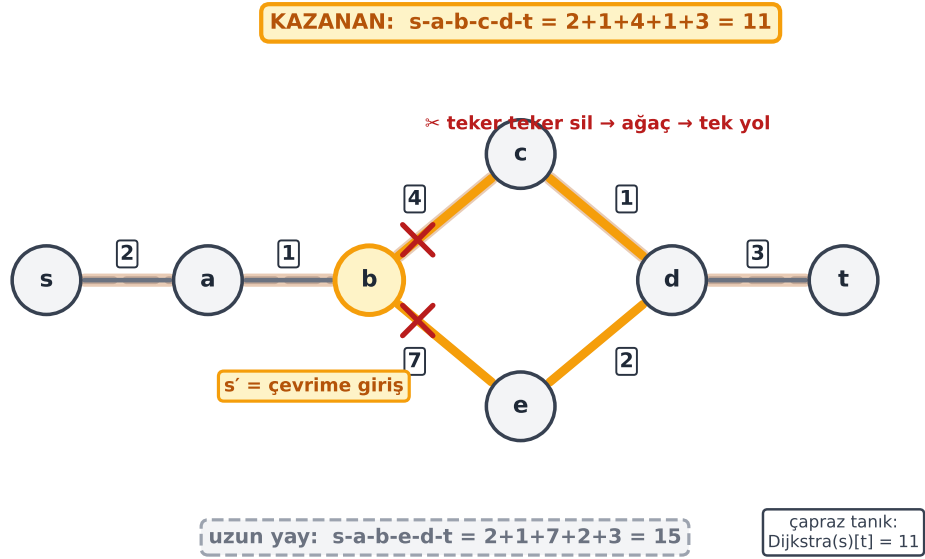 KAZANAN:  s-a-b-c-d-t = 2+1+4+1+3 = 11
✂ teker teker sil → ağaç → tek yol
c
4
1
2
1
3
s
a
b
d
t
7
2
s′ = çevrime giriş
e
uzun yay:  s-a-b-e-d-t = 2+1+7+2+3 = 15
çapraz tanık:
Dijkstra(s)[t] = 11